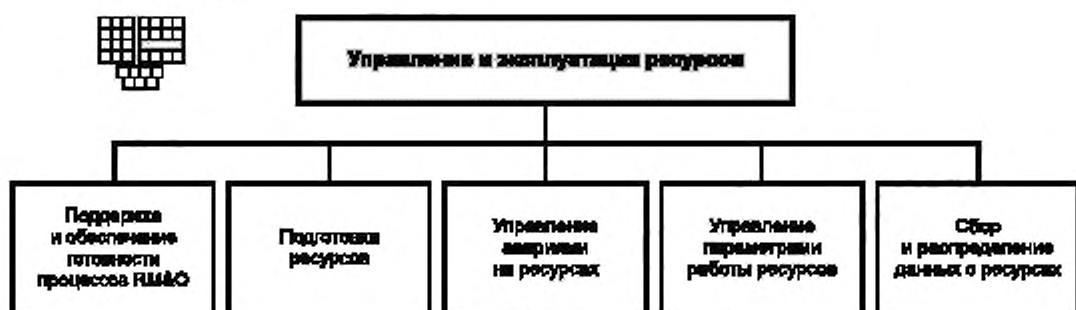 Управление и эксплуатация ресурсов
Поддержка
и обеспечение
готовности
процессов RM&O
Подготовка
ресурсов
Управление
авариями
на ресурсах
Управление
параметрами
работы ресурсов
Сбор
и распределение
данных о ресурсах